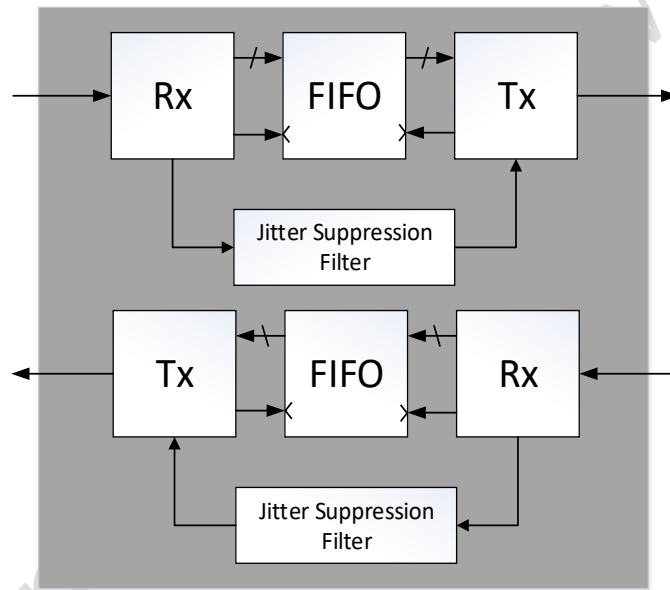 Rx
FIFO
Tx
Jitter Suppression
Filter
Tx
FIFO
Rx
Jitter Suppression
Filter